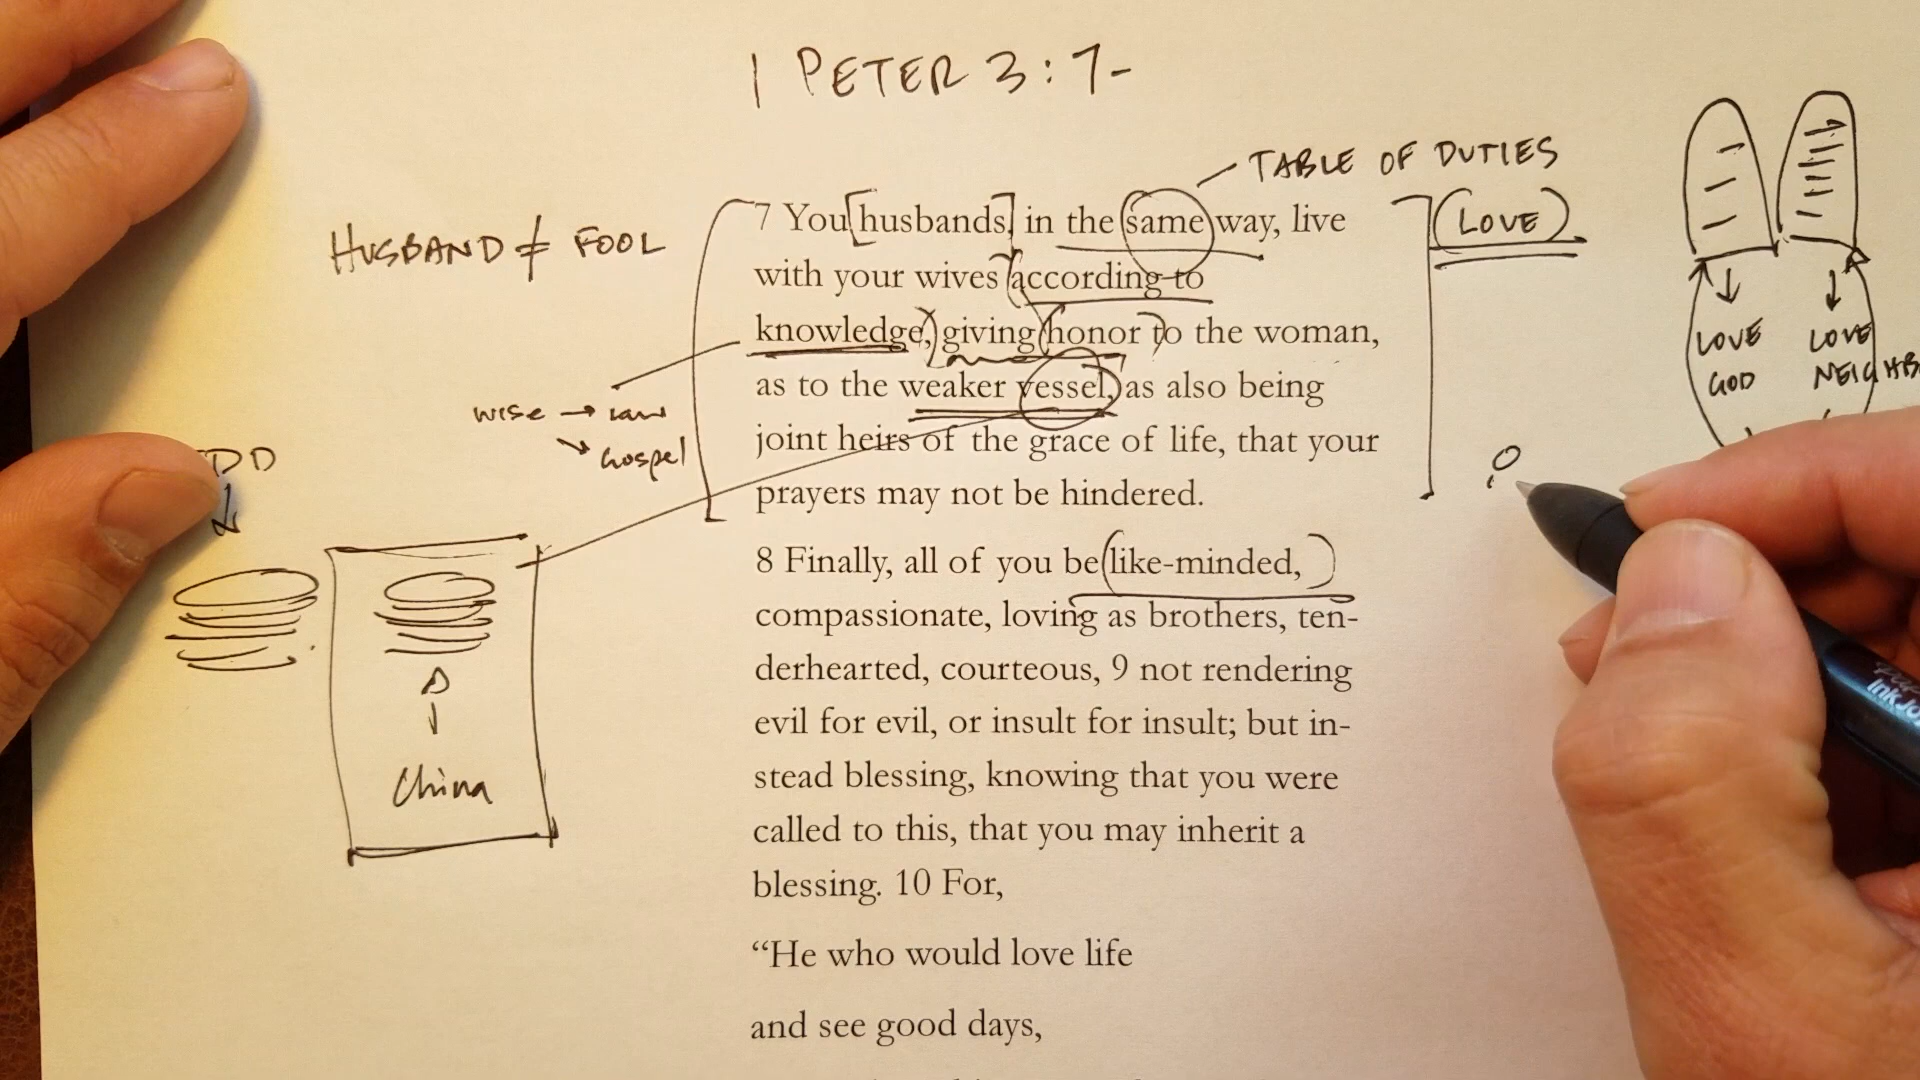 1 PETER 3:7-
TABLE OF DUTIES
(LOVE)
HUSBAND ≠ FOOL
7 You [husbands,] in the same way, live
with your wives (according to
knowledge,) giving (honor to the woman,
as to the weaker vessel, as also being
joint heirs of the grace of life, that your
prayers may not be hindered.
wise → law
↘ Gospel
LOVE
GOD
LOVE
NEIGHB
DD
China
8 Finally, all of you be (like-minded,)
compassionate, loving as brothers, ten-
derhearted, courteous, 9 not rendering
evil for evil, or insult for insult; but in-
stead blessing, knowing that you were
called to this, that you may inherit a
blessing. 10 For,
“He who would love life
and see good days,